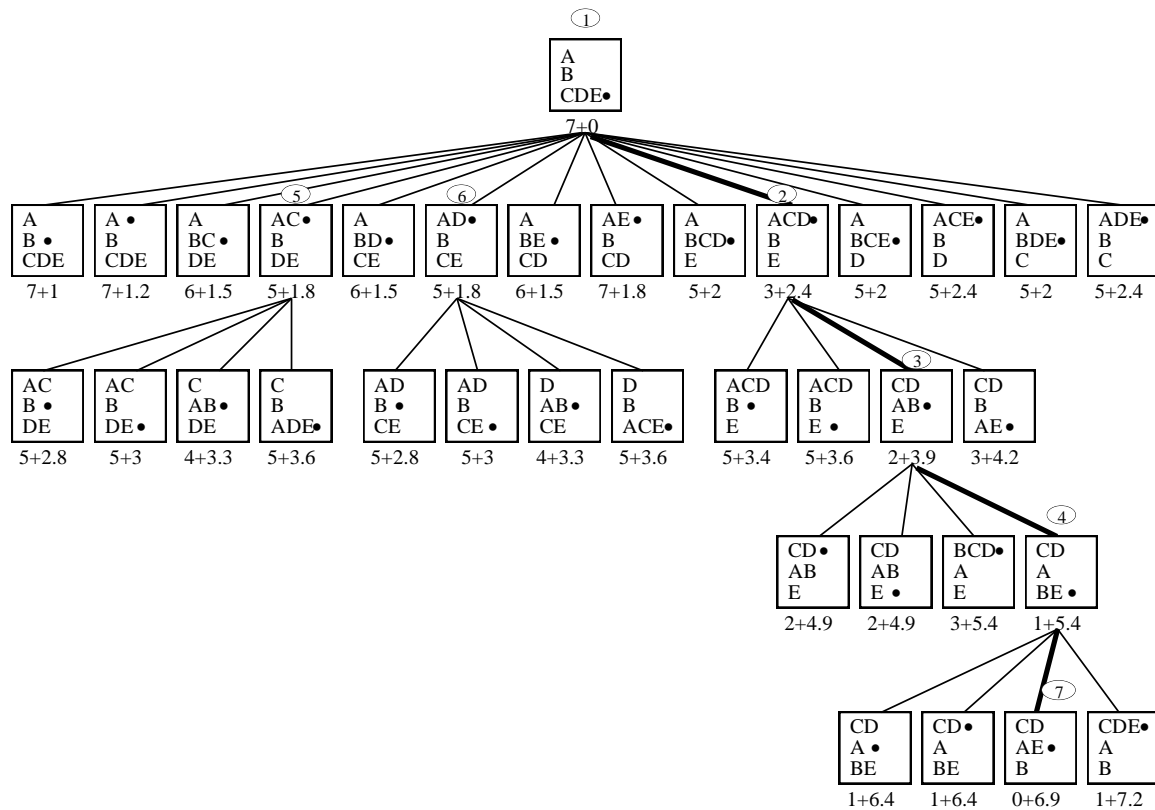 1
A
B
CDE•
7+0
5 6 2
A A • A AC• A AD• A AE• A ACD• A ACE• A ADE•
B • B BC• B BD• B BE• B BCD• B BCE• B BDE• B
CDE CDE DE DE CE CE CD CD E E D D C C
7+1 7+1.2 6+1.5 5+1.8 6+1.5 5+1.8 6+1.5 7+1.8 5+2 3+2.4 5+2 5+2.4 5+2 5+2.4
3
AC AC C C AD AD D D ACD ACD CD CD
B • B AB• B B • B AB• B B • B AB• B
DE DE • DE ADE• CE CE • CE ACE• E E • E AE •
5+2.8 5+3 4+3.3 5+3.6 5+2.8 5+3 4+3.3 5+3.6 5+3.4 5+3.6 2+3.9 3+4.2
4
CD • CD BCD• CD
AB AB A A
E E • E BE •
2+4.9 2+4.9 3+5.4 1+5.4
7
CD CD • CD CDE•
A • A AE • A
BE BE B B
1+6.4 1+6.4 0+6.9 1+7.2